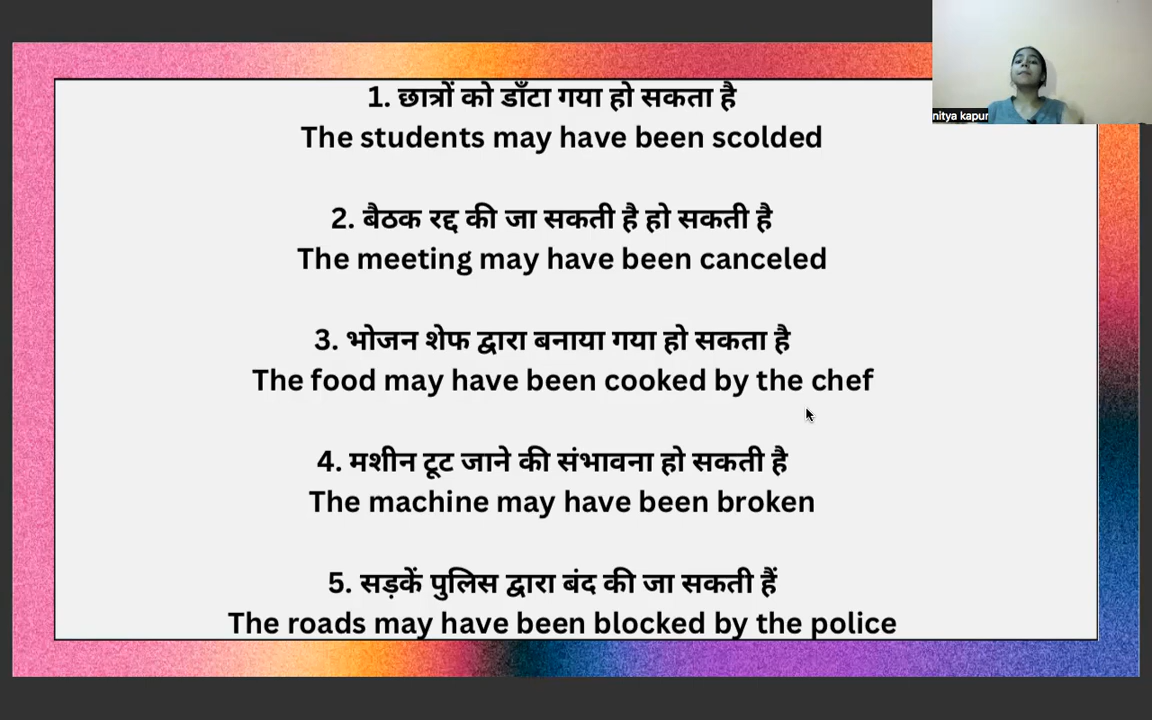 nitya kapur
1. छात्रों को डाँटा गया हो सकता है
The students may have been scolded
2. बैठक रद्द की जा सकती है हो सकती है
The meeting may have been canceled
3. भोजन शेफ द्वारा बनाया गया हो सकता है
The food may have been cooked by the chef
4. मशीन टूट जाने की संभावना हो सकती है
The machine may have been broken
5. सड़कें पुलिस द्वारा बंद की जा सकती हैं
The roads may have been blocked by the police